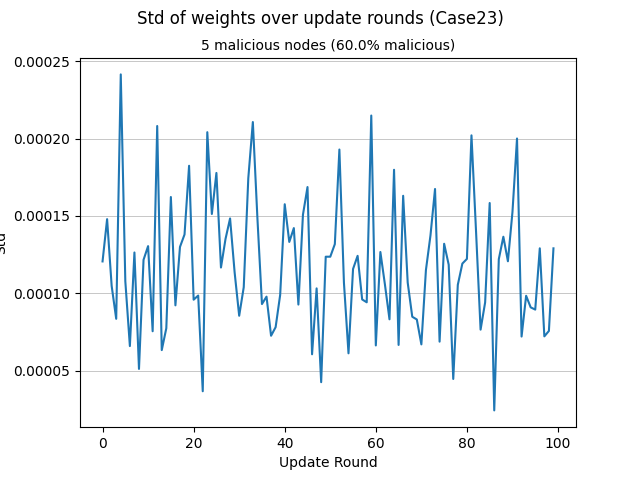 Std of weights over update rounds (Case23)
5 malicious nodes (60.0% malicious)
0.00025
0.00020
0.00015
0.00010
0.00005
Std
0 20 40 60 80 100
Update Round